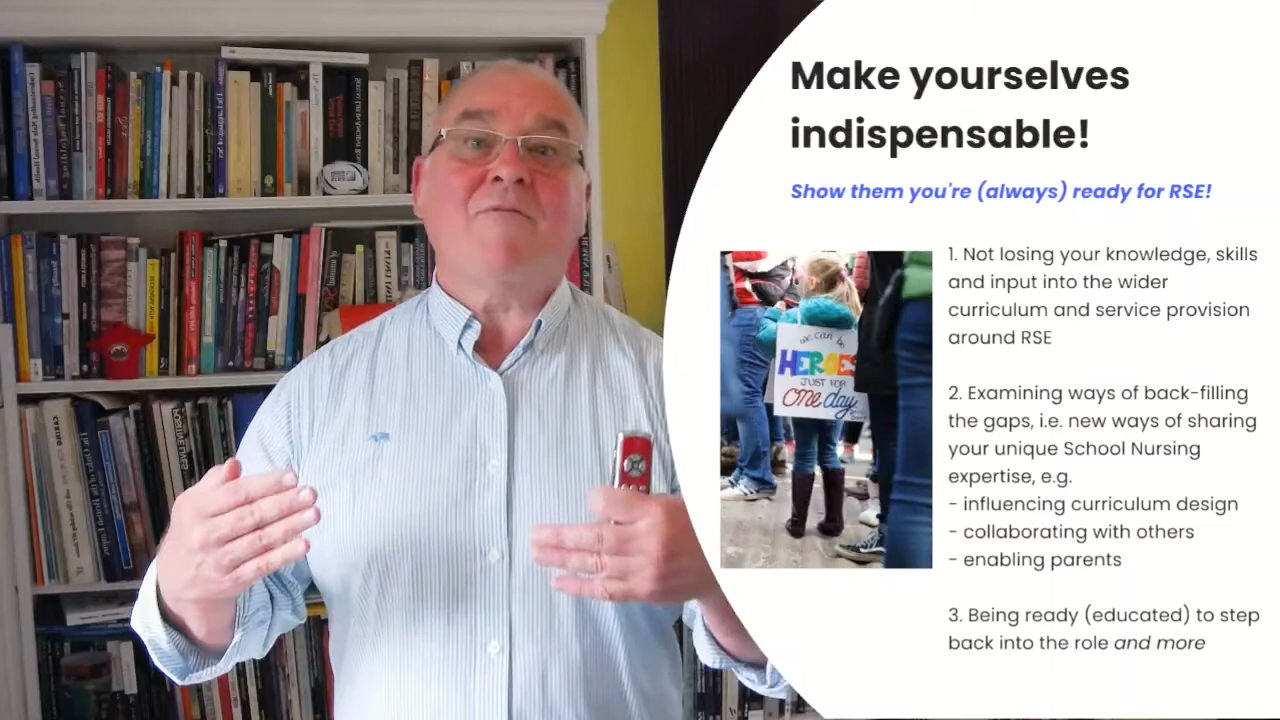 Make yourselves
indispensable!
Show them you're (always) ready for RSE!
we can be
HEROES
JUST FOR
one day
1. Not losing your knowledge, skills
and input into the wider
curriculum and service provision
around RSE
2. Examining ways of back-filling
the gaps, i.e. new ways of sharing
your unique School Nursing
expertise, e.g.
- influencing curriculum design
- collaborating with others
- enabling parents
3. Being ready (educated) to step
back into the role and more